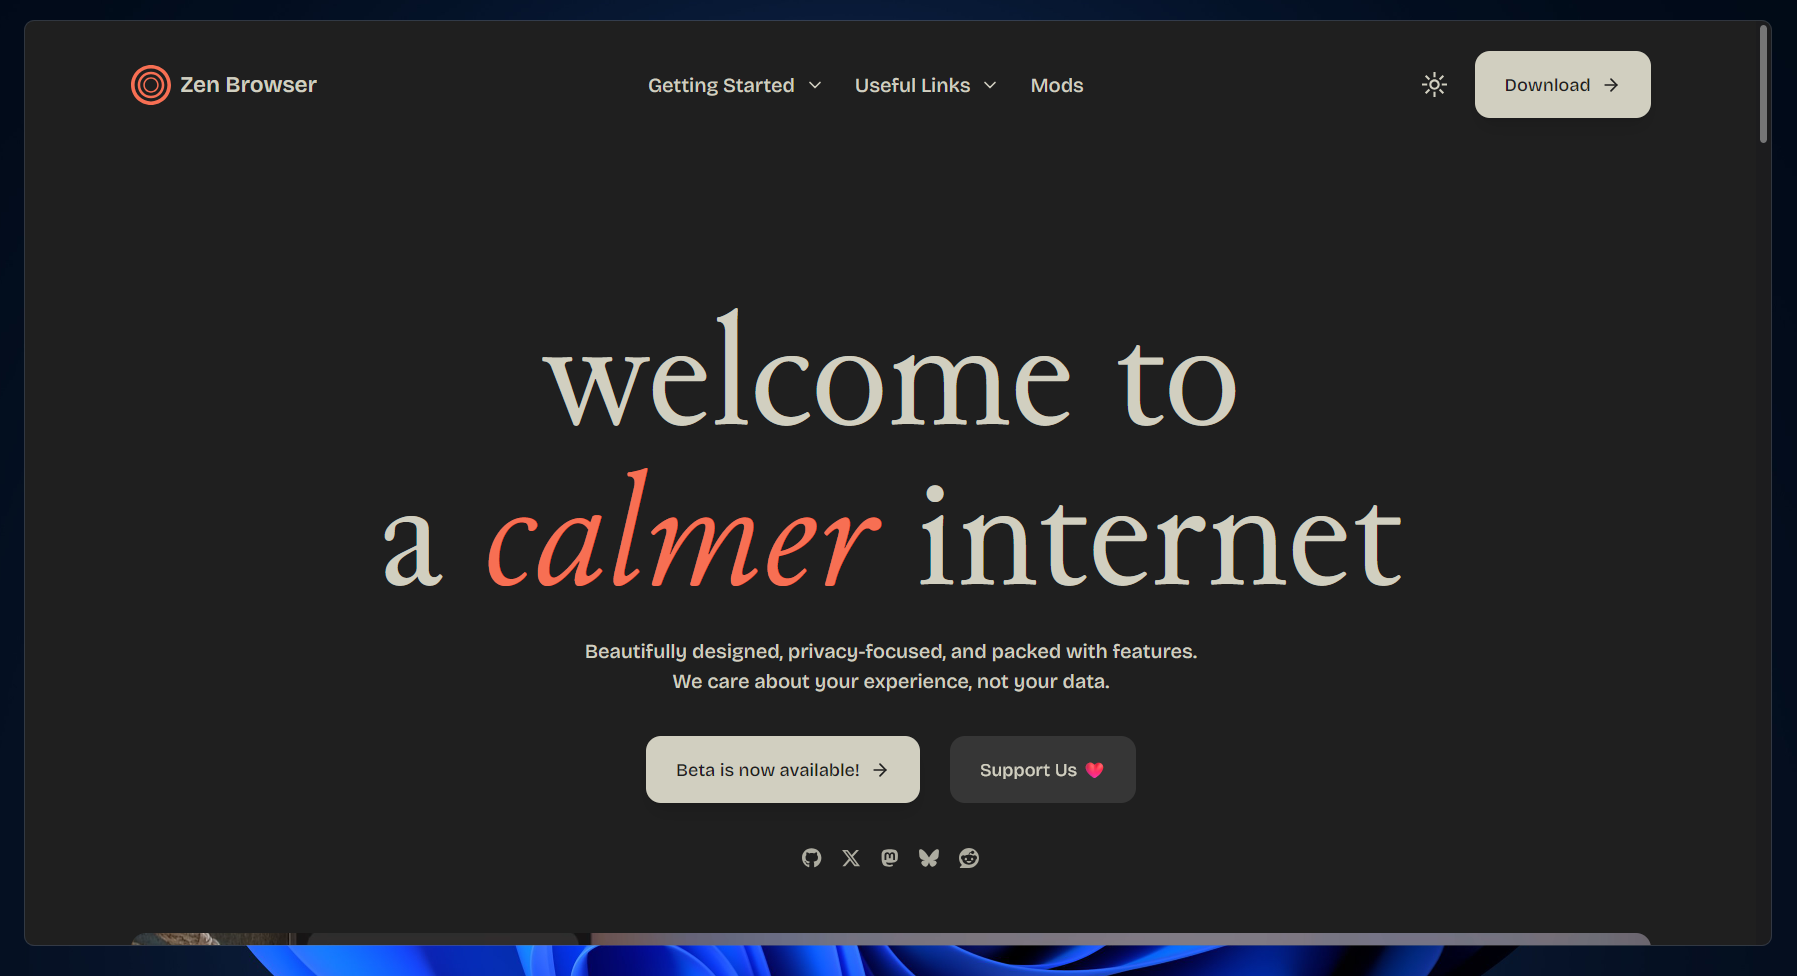 Zen Browser
Getting Started
Useful Links
Mods
Download
welcome to
a calmer internet
Beautifully designed, privacy-focused, and packed with features.
We care about your experience, not your data.
Beta is now available!
Support Us